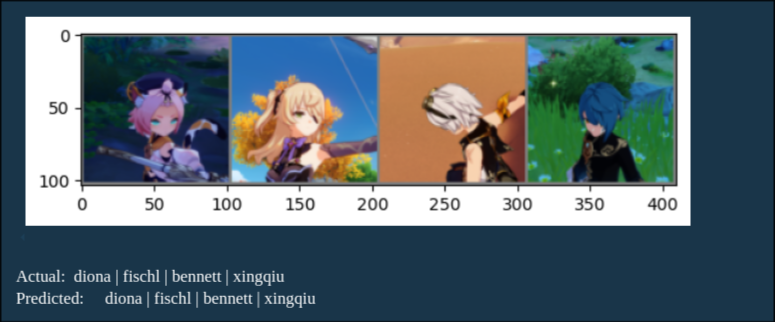 0
50
100
0 50 100 150 200 250 300 350 400
Actual: diona | fischl | bennett | xingqiu
Predicted: diona | fischl | bennett | xingqiu